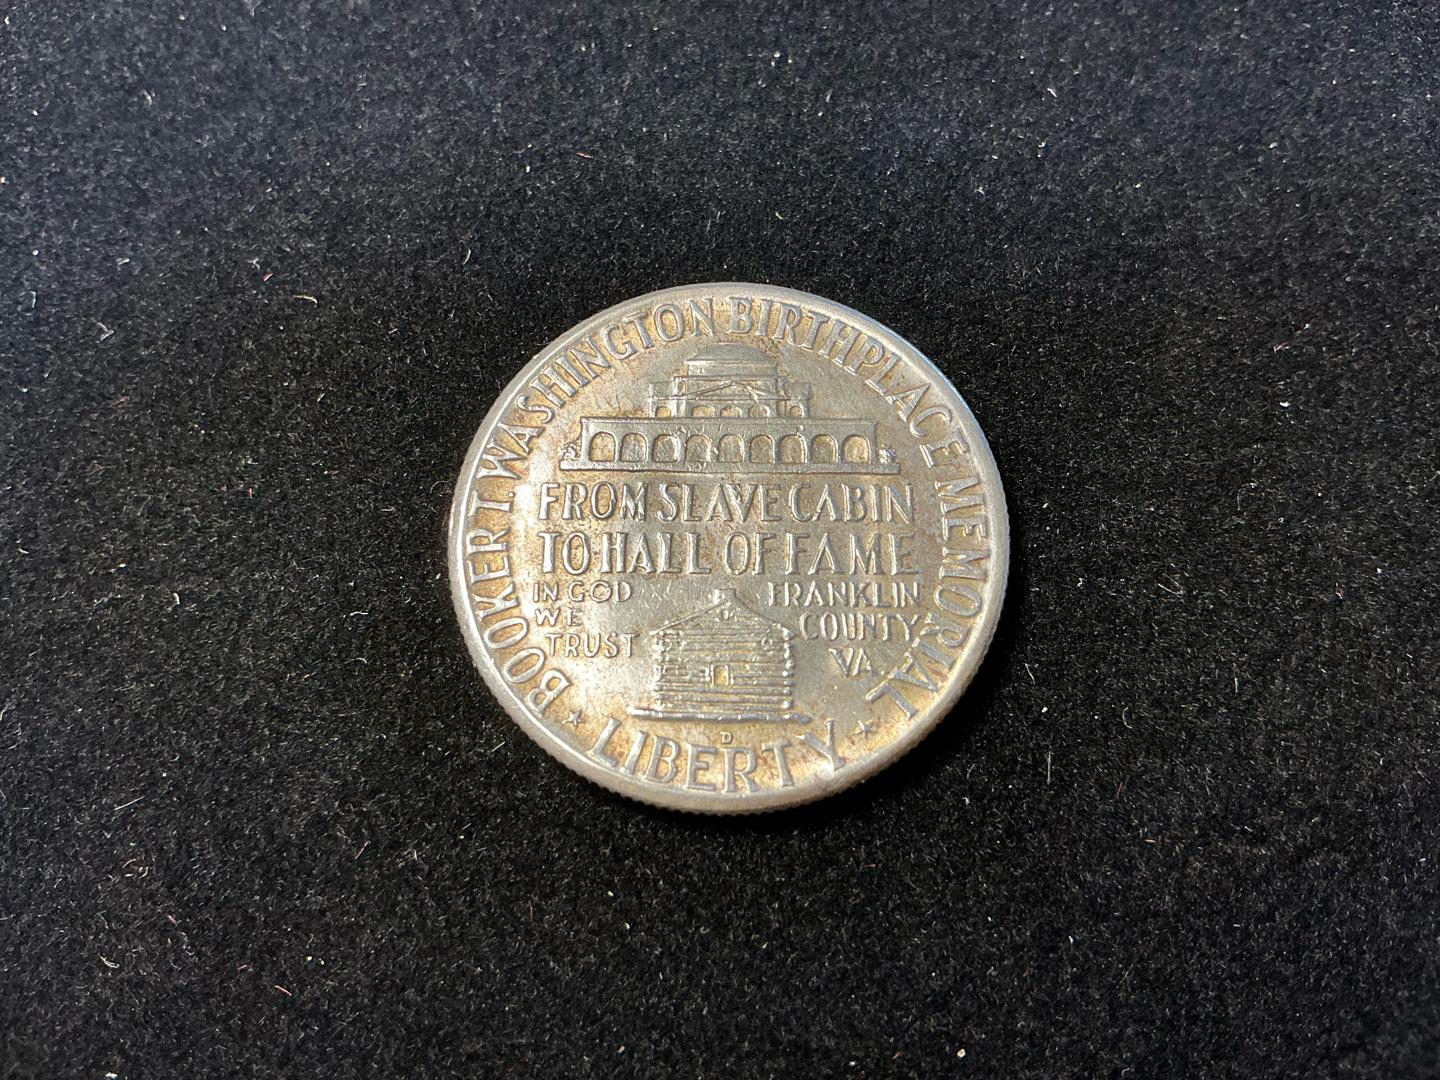 BOOKER T. WASHINGTON BIRTHPLACE MEMORIAL
FROM SLAVE CABIN
TO HALL OF FAME
IN GOD
WE
TRUST
FRANKLIN
COUNTY
VA
D
LIBERTY